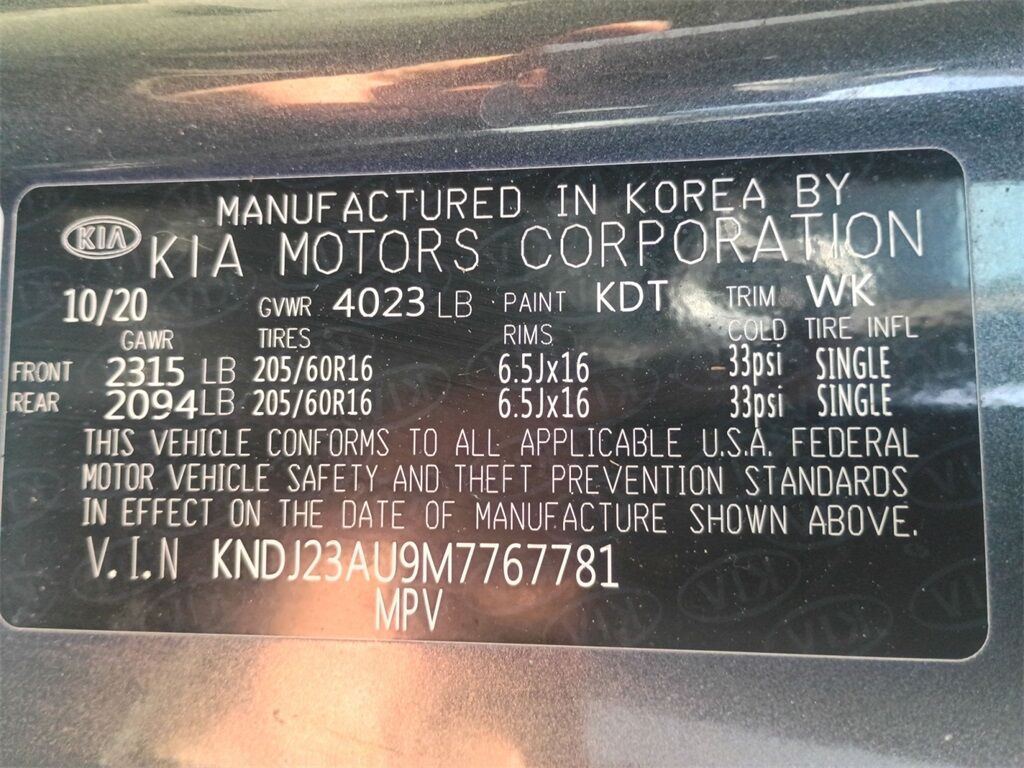 MANUFACTURED IN KOREA BY
KIA KIA MOTORS CORPORATION
10/20 GVWR 4023 LB PAINT KDT TRIM WK
GAWR TIRES RIMS COLD TIRE INFL
FRONT 2315 LB 205/60R16 6.5Jx16 33psi SINGLE
REAR 2094 LB 205/60R16 6.5Jx16 33psi SINGLE
THIS VEHICLE CONFORMS TO ALL APPLICABLE U.S.A. FEDERAL
MOTOR VEHICLE SAFETY AND THEFT PREVENTION STANDARDS
IN EFFECT ON THE DATE OF MANUFACTURE SHOWN ABOVE.
V.I.N KNDJ23AU9M7767781
MPV